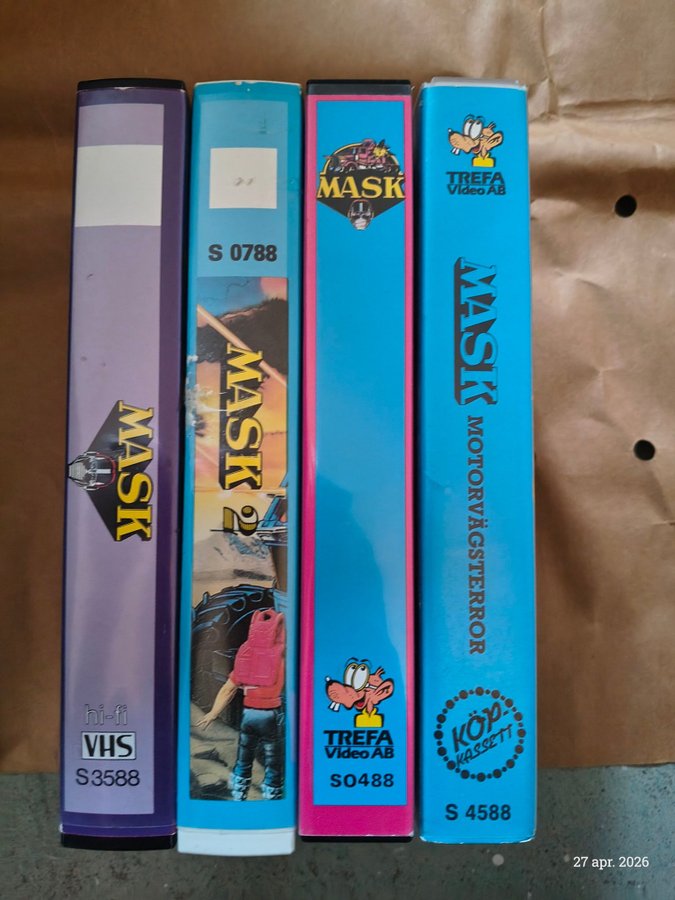 MASK
hi-fi
VHS
S3588
S 0788
MASK 2
MASK
TREFA
Video AB
SO488
TREFA
Video AB
MASK MOTORVÄGSTERROR
KÖP-
KASSETT
S 4588
27 apr. 2026